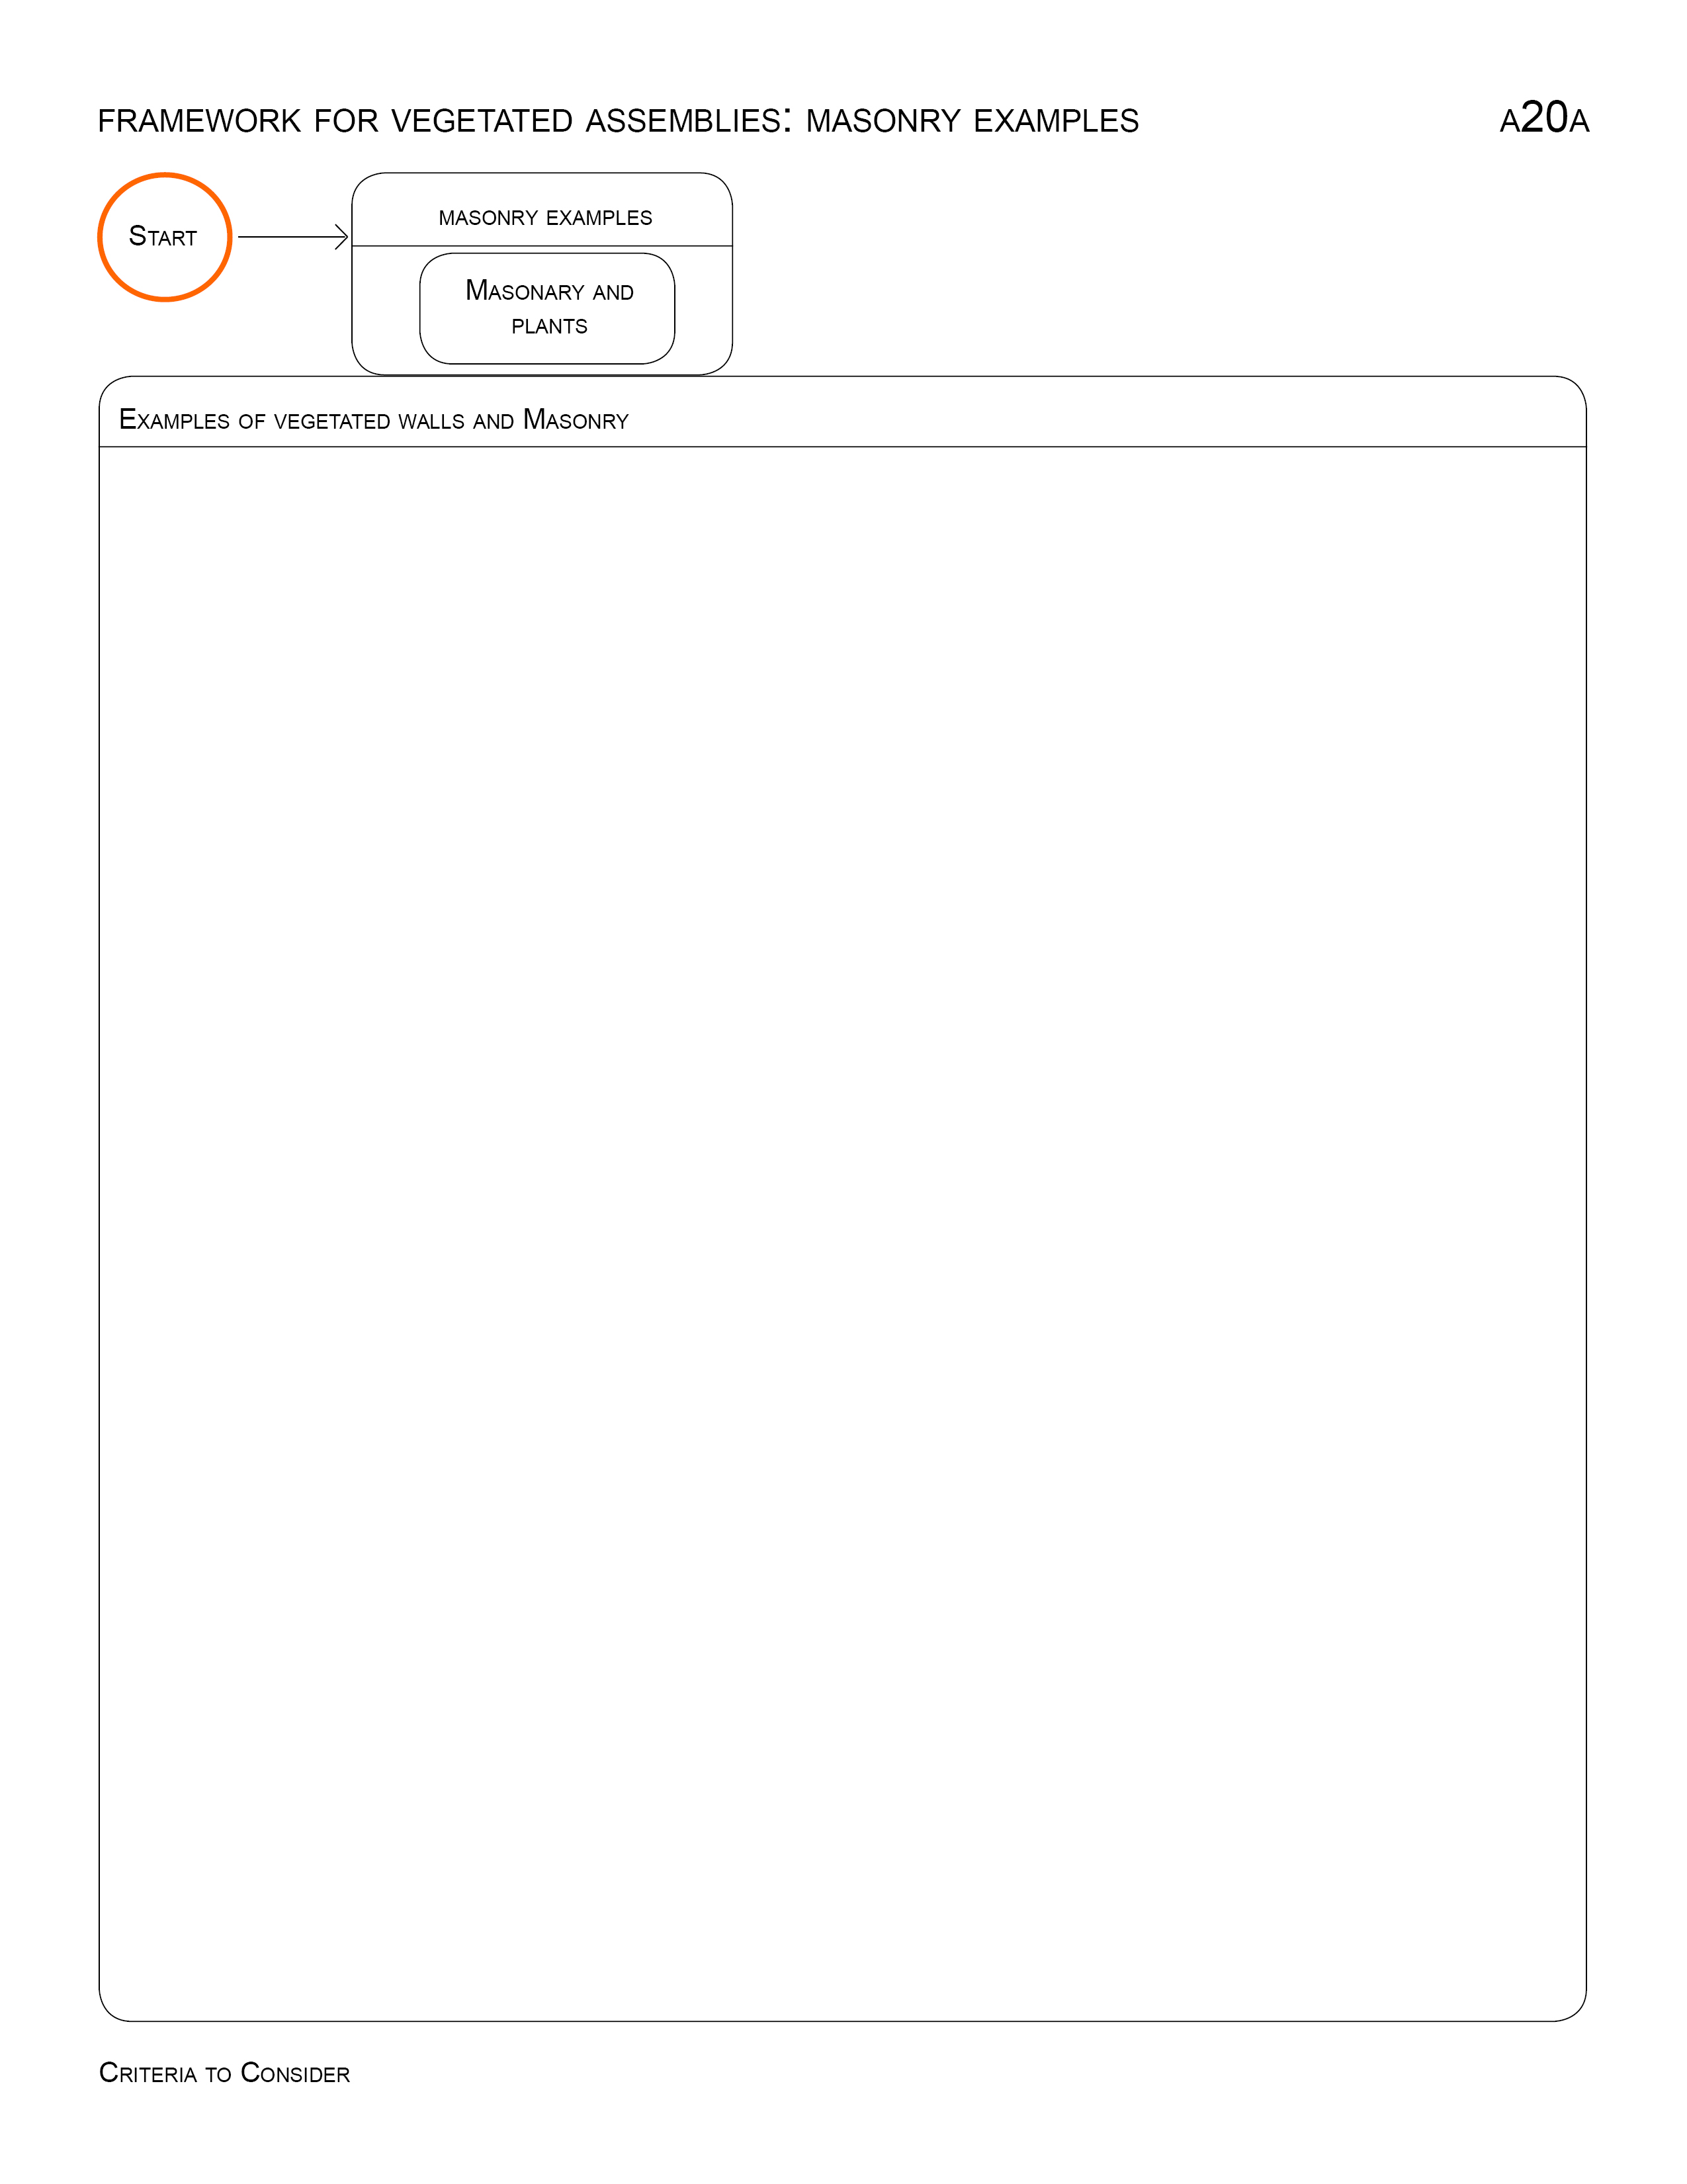 FRAMEWORK FOR VEGETATED ASSEMBLIES: MASONRY EXAMPLES A20A
START
MASONRY EXAMPLES
MASONARY AND
PLANTS
EXAMPLES OF VEGETATED WALLS AND MASONRY
CRITERIA TO CONSIDER